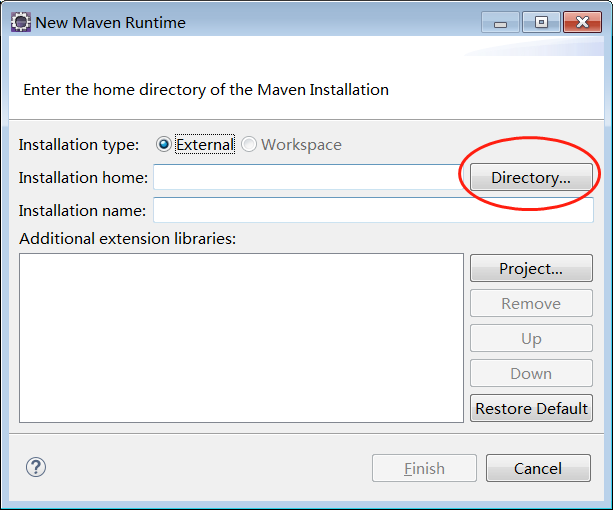 New Maven Runtime
Enter the home directory of the Maven Installation
Installation type: External Workspace
Installation home: Directory...
Installation name:
Additional extension libraries:
Project...
Remove
Up
Down
Restore Default
? Finish Cancel